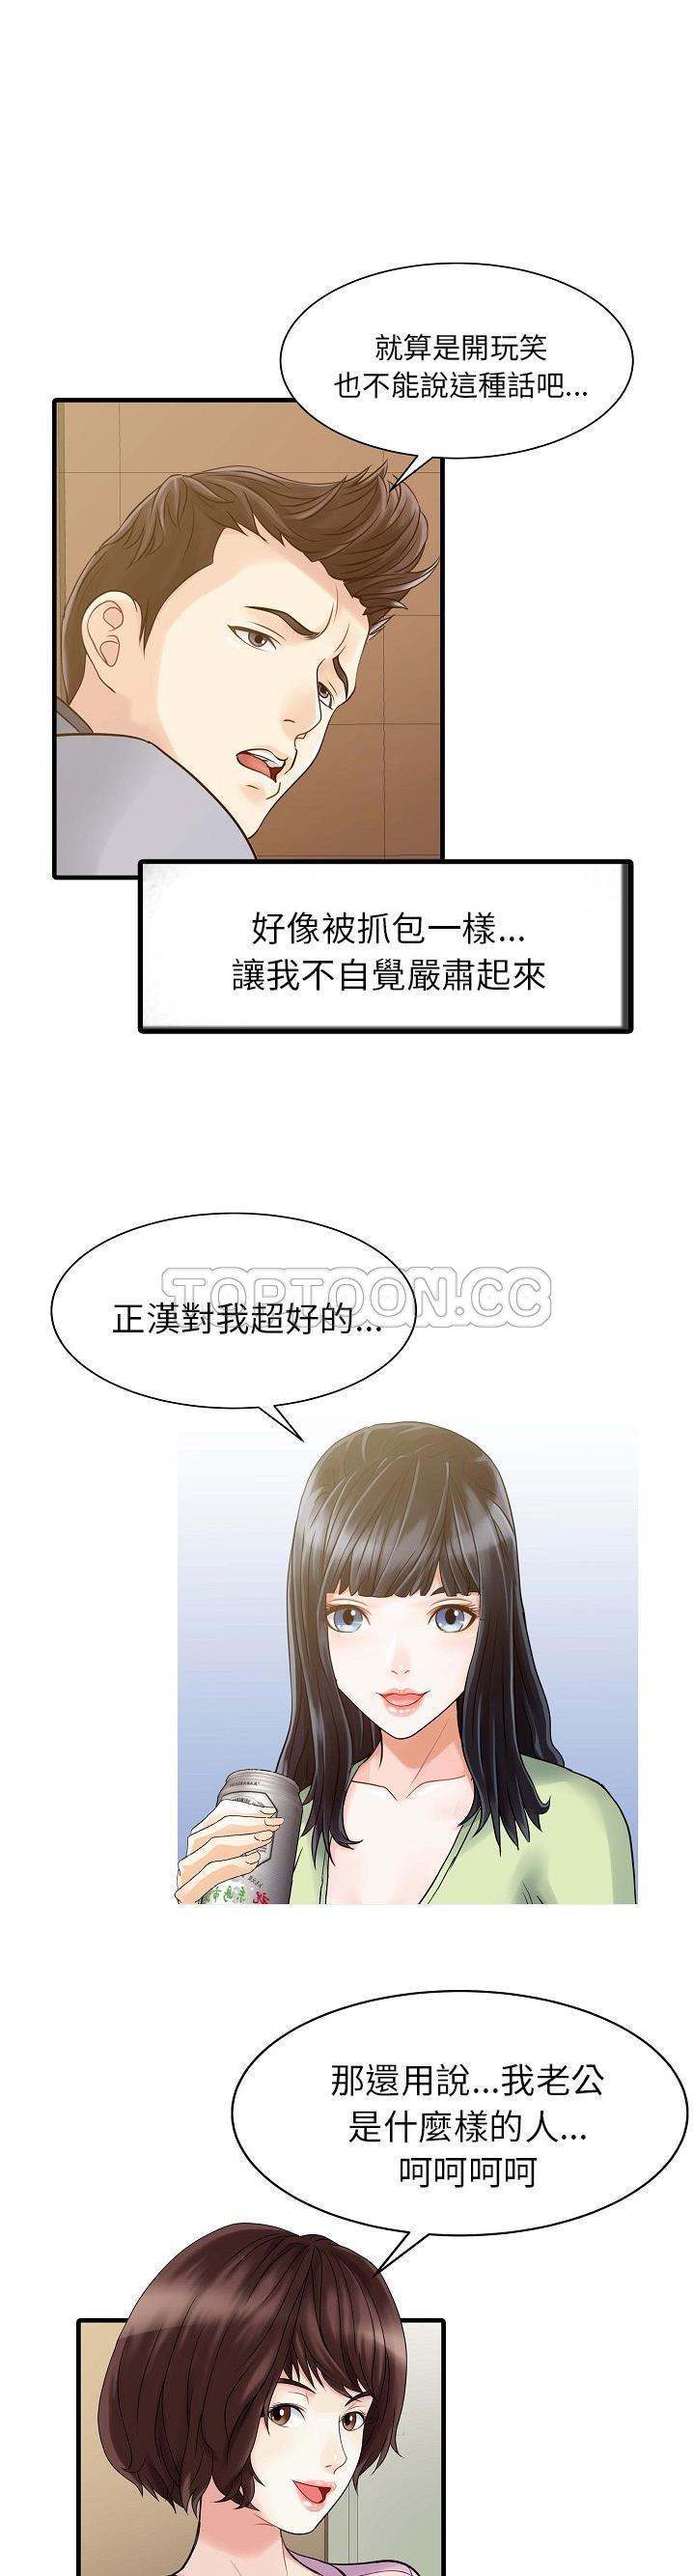 就算是開玩笑
也不能說這種話吧...
好像被抓包一樣...
讓我不自覺嚴肅起來
TOPTOON.CC
正漢對我超好的...
那還用說...我老公
是什麼樣的人...
呵呵呵呵